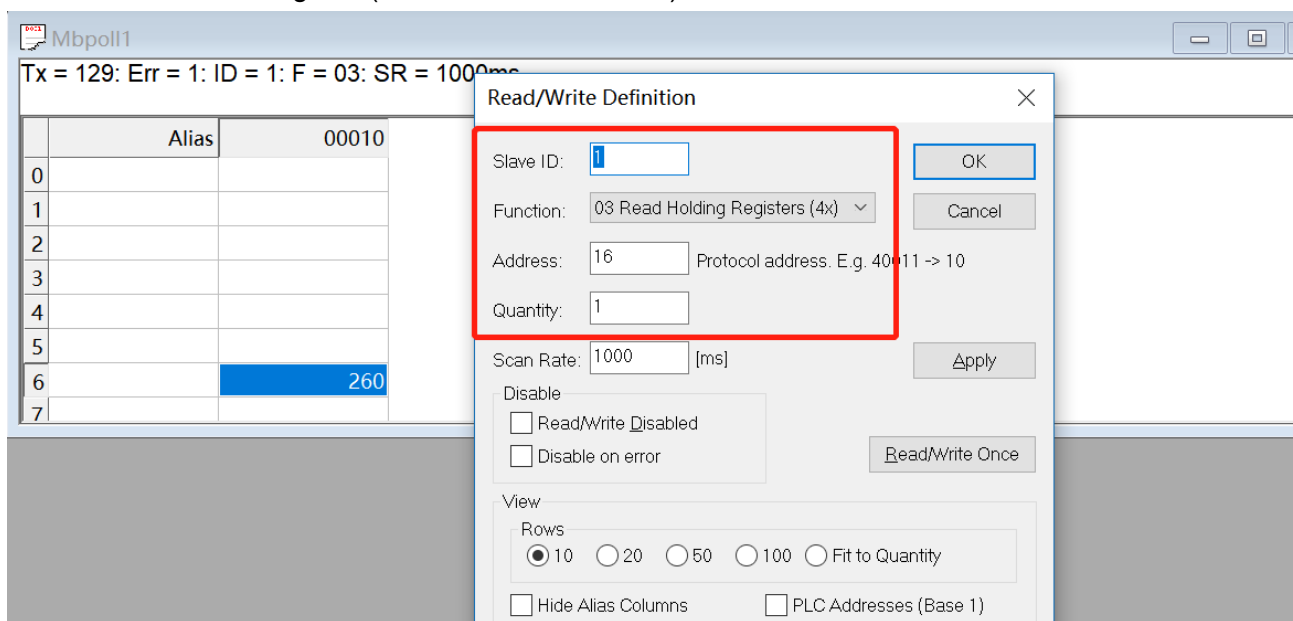 Mbpoll1
Tx = 129: Err = 1: ID = 1: F = 03: SR = 1000ms
Alias 00010
0
1
2
3
4
5
6 260
7
Read/Write Definition
Slave ID: 1
OK
Function: 03 Read Holding Registers (4x)
Cancel
Address: 16 Protocol address. E.g. 40011 -> 10
Quantity: 1
Scan Rate: 1000 [ms]
Apply
Disable
Read/Write Disabled
Disable on error
Read/Write Once
View
Rows
10 20 50 100 Fit to Quantity
Hide Alias Columns PLC Addresses (Base 1)